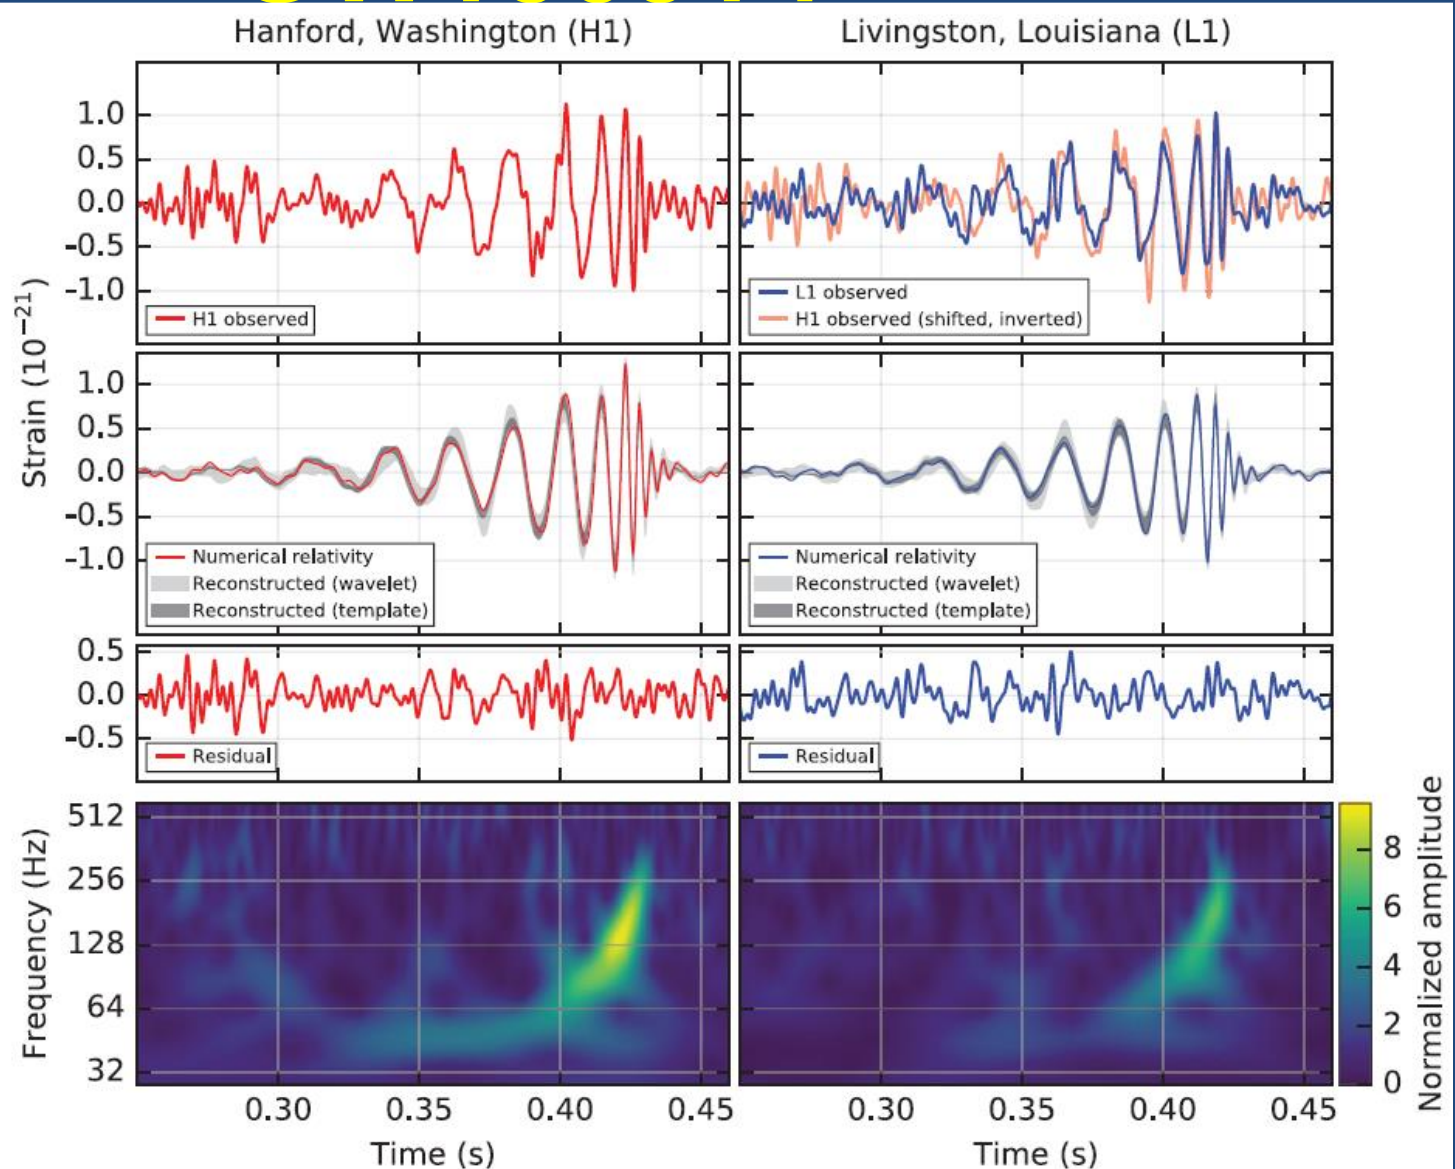 Hanford, Washington (H1)
Livingston, Louisiana (L1)
Strain (10⁻²¹)
1.0
0.5
0.0
-0.5
-1.0
H1 observed
L1 observed
H1 observed (shifted, inverted)
1.0
0.5
0.0
-0.5
-1.0
Numerical relativity
Reconstructed (wavelet)
Reconstructed (template)
Numerical relativity
Reconstructed (wavelet)
Reconstructed (template)
0.5
0.0
-0.5
Residual
Residual
Frequency (Hz)
512
256
128
64
32
0.30 0.35 0.40 0.45
Time (s)
0.30 0.35 0.40 0.45
Time (s)
8
6
4
2
0
Normalized amplitude